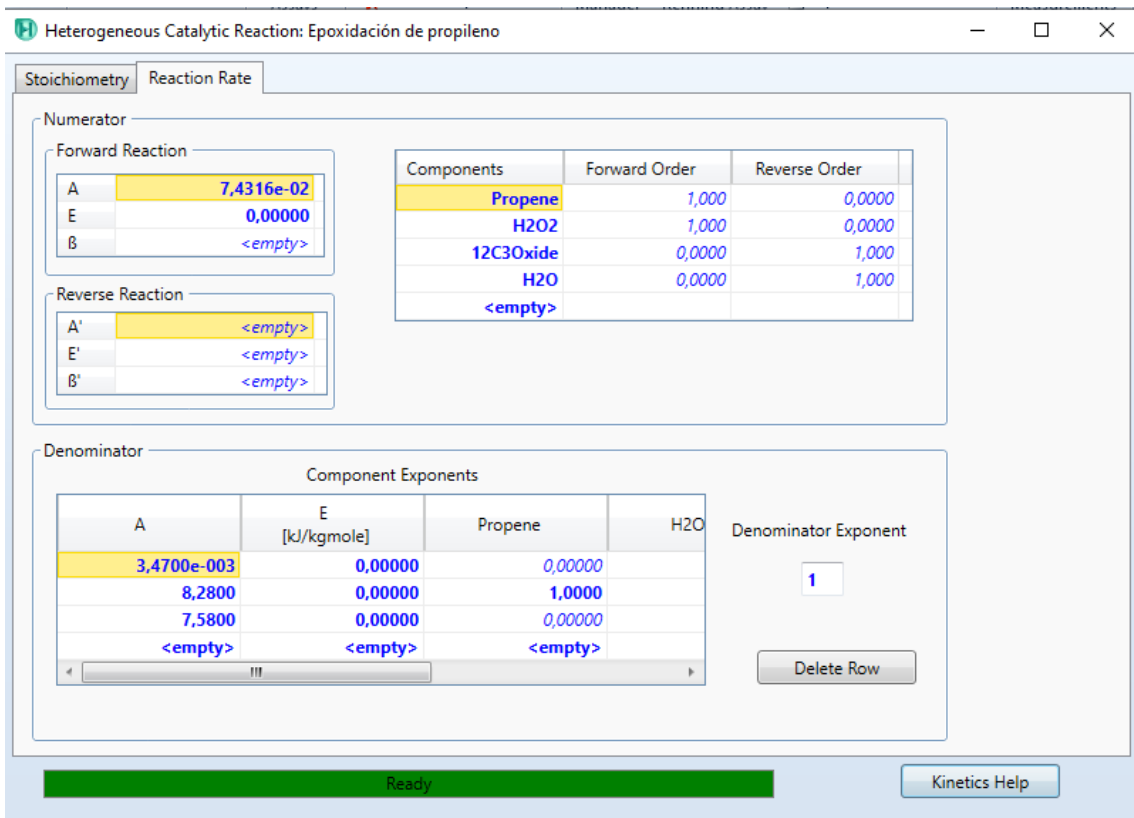 Heterogeneous Catalytic Reaction: Epoxidación de propileno
Stoichiometry Reaction Rate
Numerator
Forward Reaction
A 7,4316e-02
E 0,00000
ß <empty>
Reverse Reaction
A' <empty>
E' <empty>
ß' <empty>
Components Forward Order Reverse Order
Propene 1,000 0,0000
H2O2 1,000 0,0000
12C3Oxide 0,0000 1,000
H2O 0,0000 1,000
<empty>
Denominator
Component Exponents
A E [kJ/kgmole] Propene H2O
3,4700e-003 0,00000 0,00000
8,2800 0,00000 1,0000
7,5800 0,00000 0,00000
<empty> <empty> <empty>
Denominator Exponent
1
Delete Row
Ready
Kinetics Help